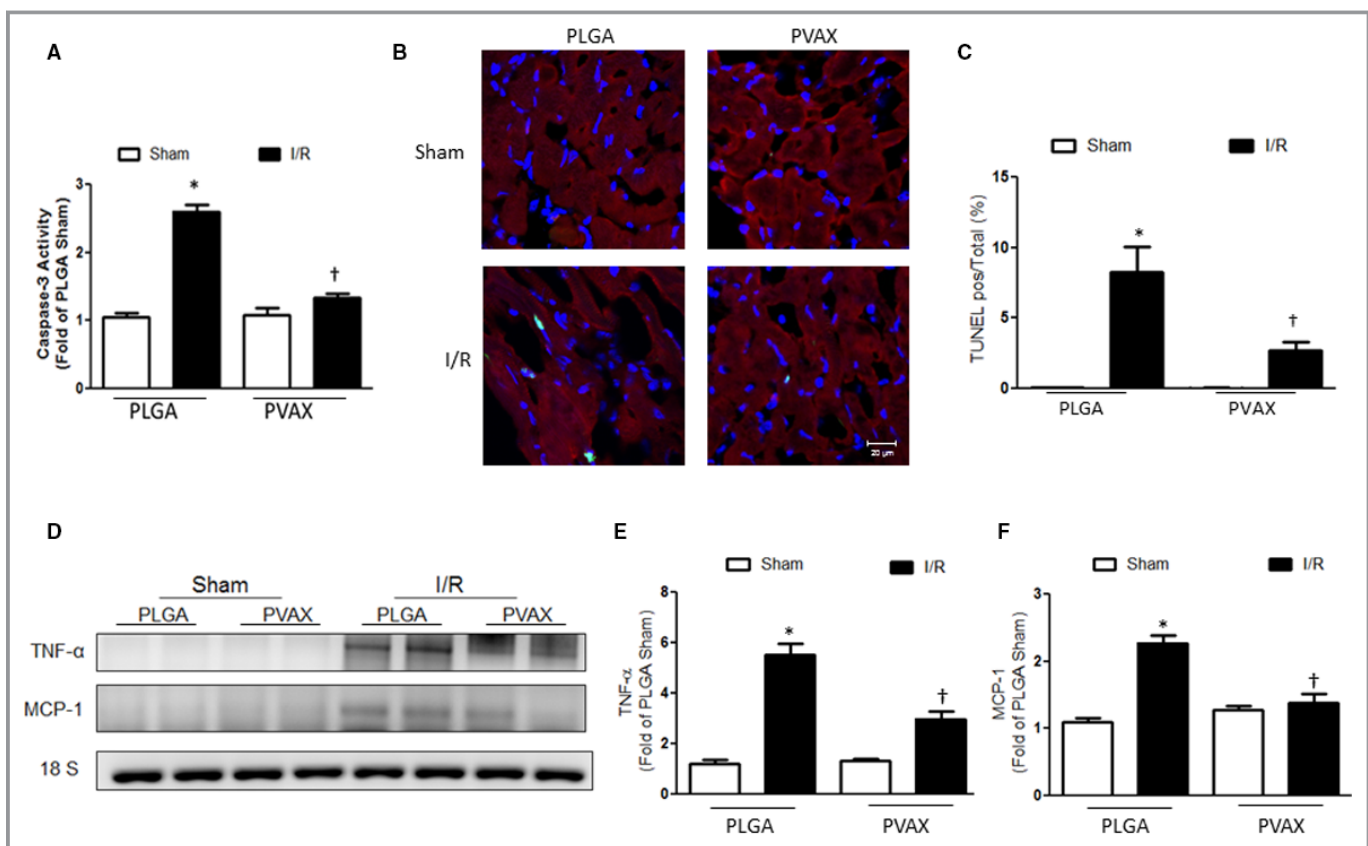 A
Sham
I/R
Caspase-3 Activity
(Fold of PLGA Sham)
3
2
1
0
*
†
PLGA
PVAX
B
PLGA
PVAX
Sham
I/R
20 µm
C
Sham
I/R
TUNEL pos/Total (%)
15
10
5
0
*
†
PLGA
PVAX
D
Sham
I/R
PLGA
PVAX
PLGA
PVAX
TNF-α
MCP-1
18 S
E
Sham
I/R
TNF-α
(Fold of PLGA Sham)
8
6
4
2
0
*
†
PLGA
PVAX
F
Sham
I/R
MCP-1
(Fold of PLGA Sham)
3
2
1
0
*
†
PLGA
PVAX